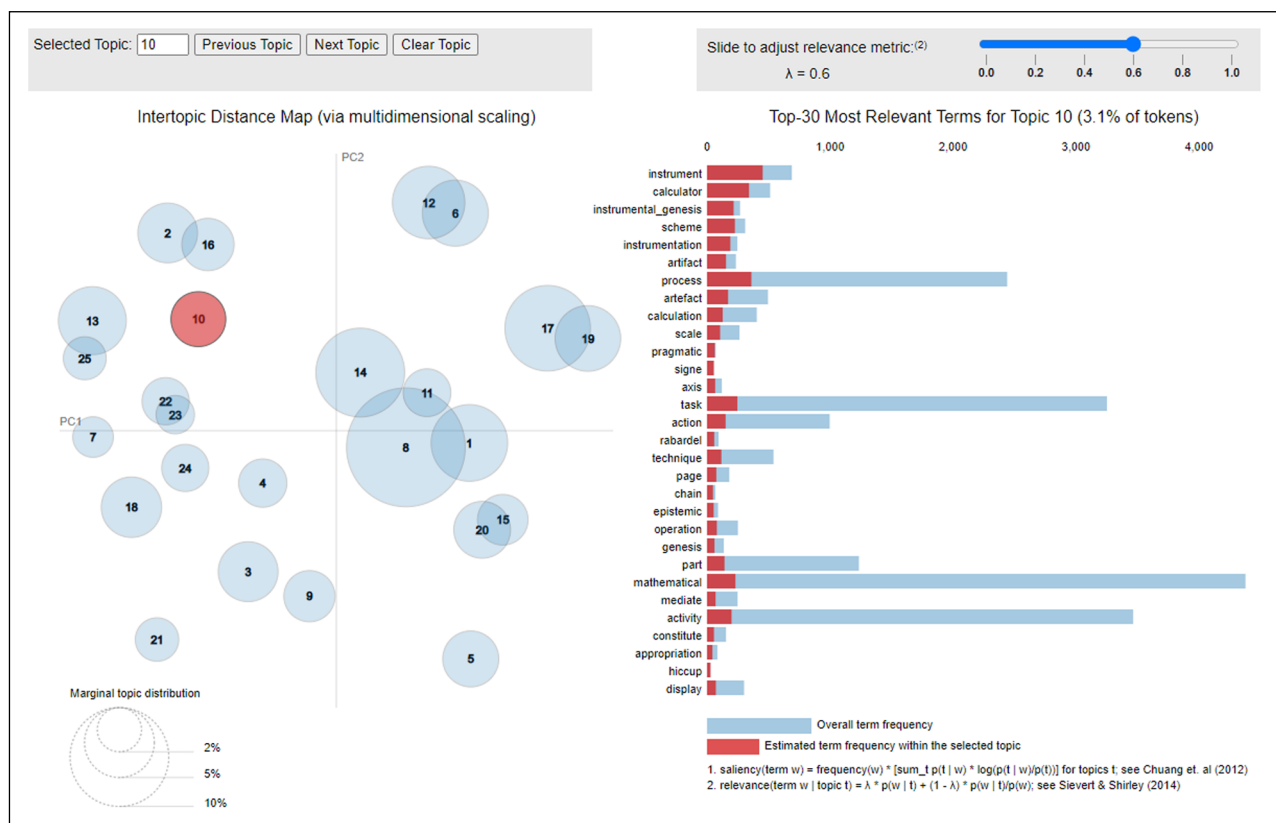 Selected Topic: 10 Previous Topic Next Topic Clear Topic
Slide to adjust relevance metric:(2)
λ = 0.6
0.0 0.2 0.4 0.6 0.8 1.0
Intertopic Distance Map (via multidimensional scaling)
PC2
PC1
12
6
2
16
13
10
25
17
19
14
11
22
23
7
8
1
24
4
18
15
20
3
9
21
5
Marginal topic distribution
2%
5%
10%
Top-30 Most Relevant Terms for Topic 10 (3.1% of tokens)
0 1,000 2,000 3,000 4,000
instrument
calculator
instrumental_genesis
scheme
instrumentation
artifact
process
artefact
calculation
scale
pragmatic
signe
axis
task
action
rabardel
technique
page
chain
epistemic
operation
genesis
part
mathematical
mediate
activity
constitute
appropriation
hiccup
display
Overall term frequency
Estimated term frequency within the selected topic
1. saliency(term w) = frequency(w) * [sum_t p(t | w) * log(p(t | w)/p(t))] for topics t; see Chuang et. al (2012)
2. relevance(term w | topic t) = λ * p(w | t) + (1 - λ) * p(w | t)/p(w); see Sievert & Shirley (2014)